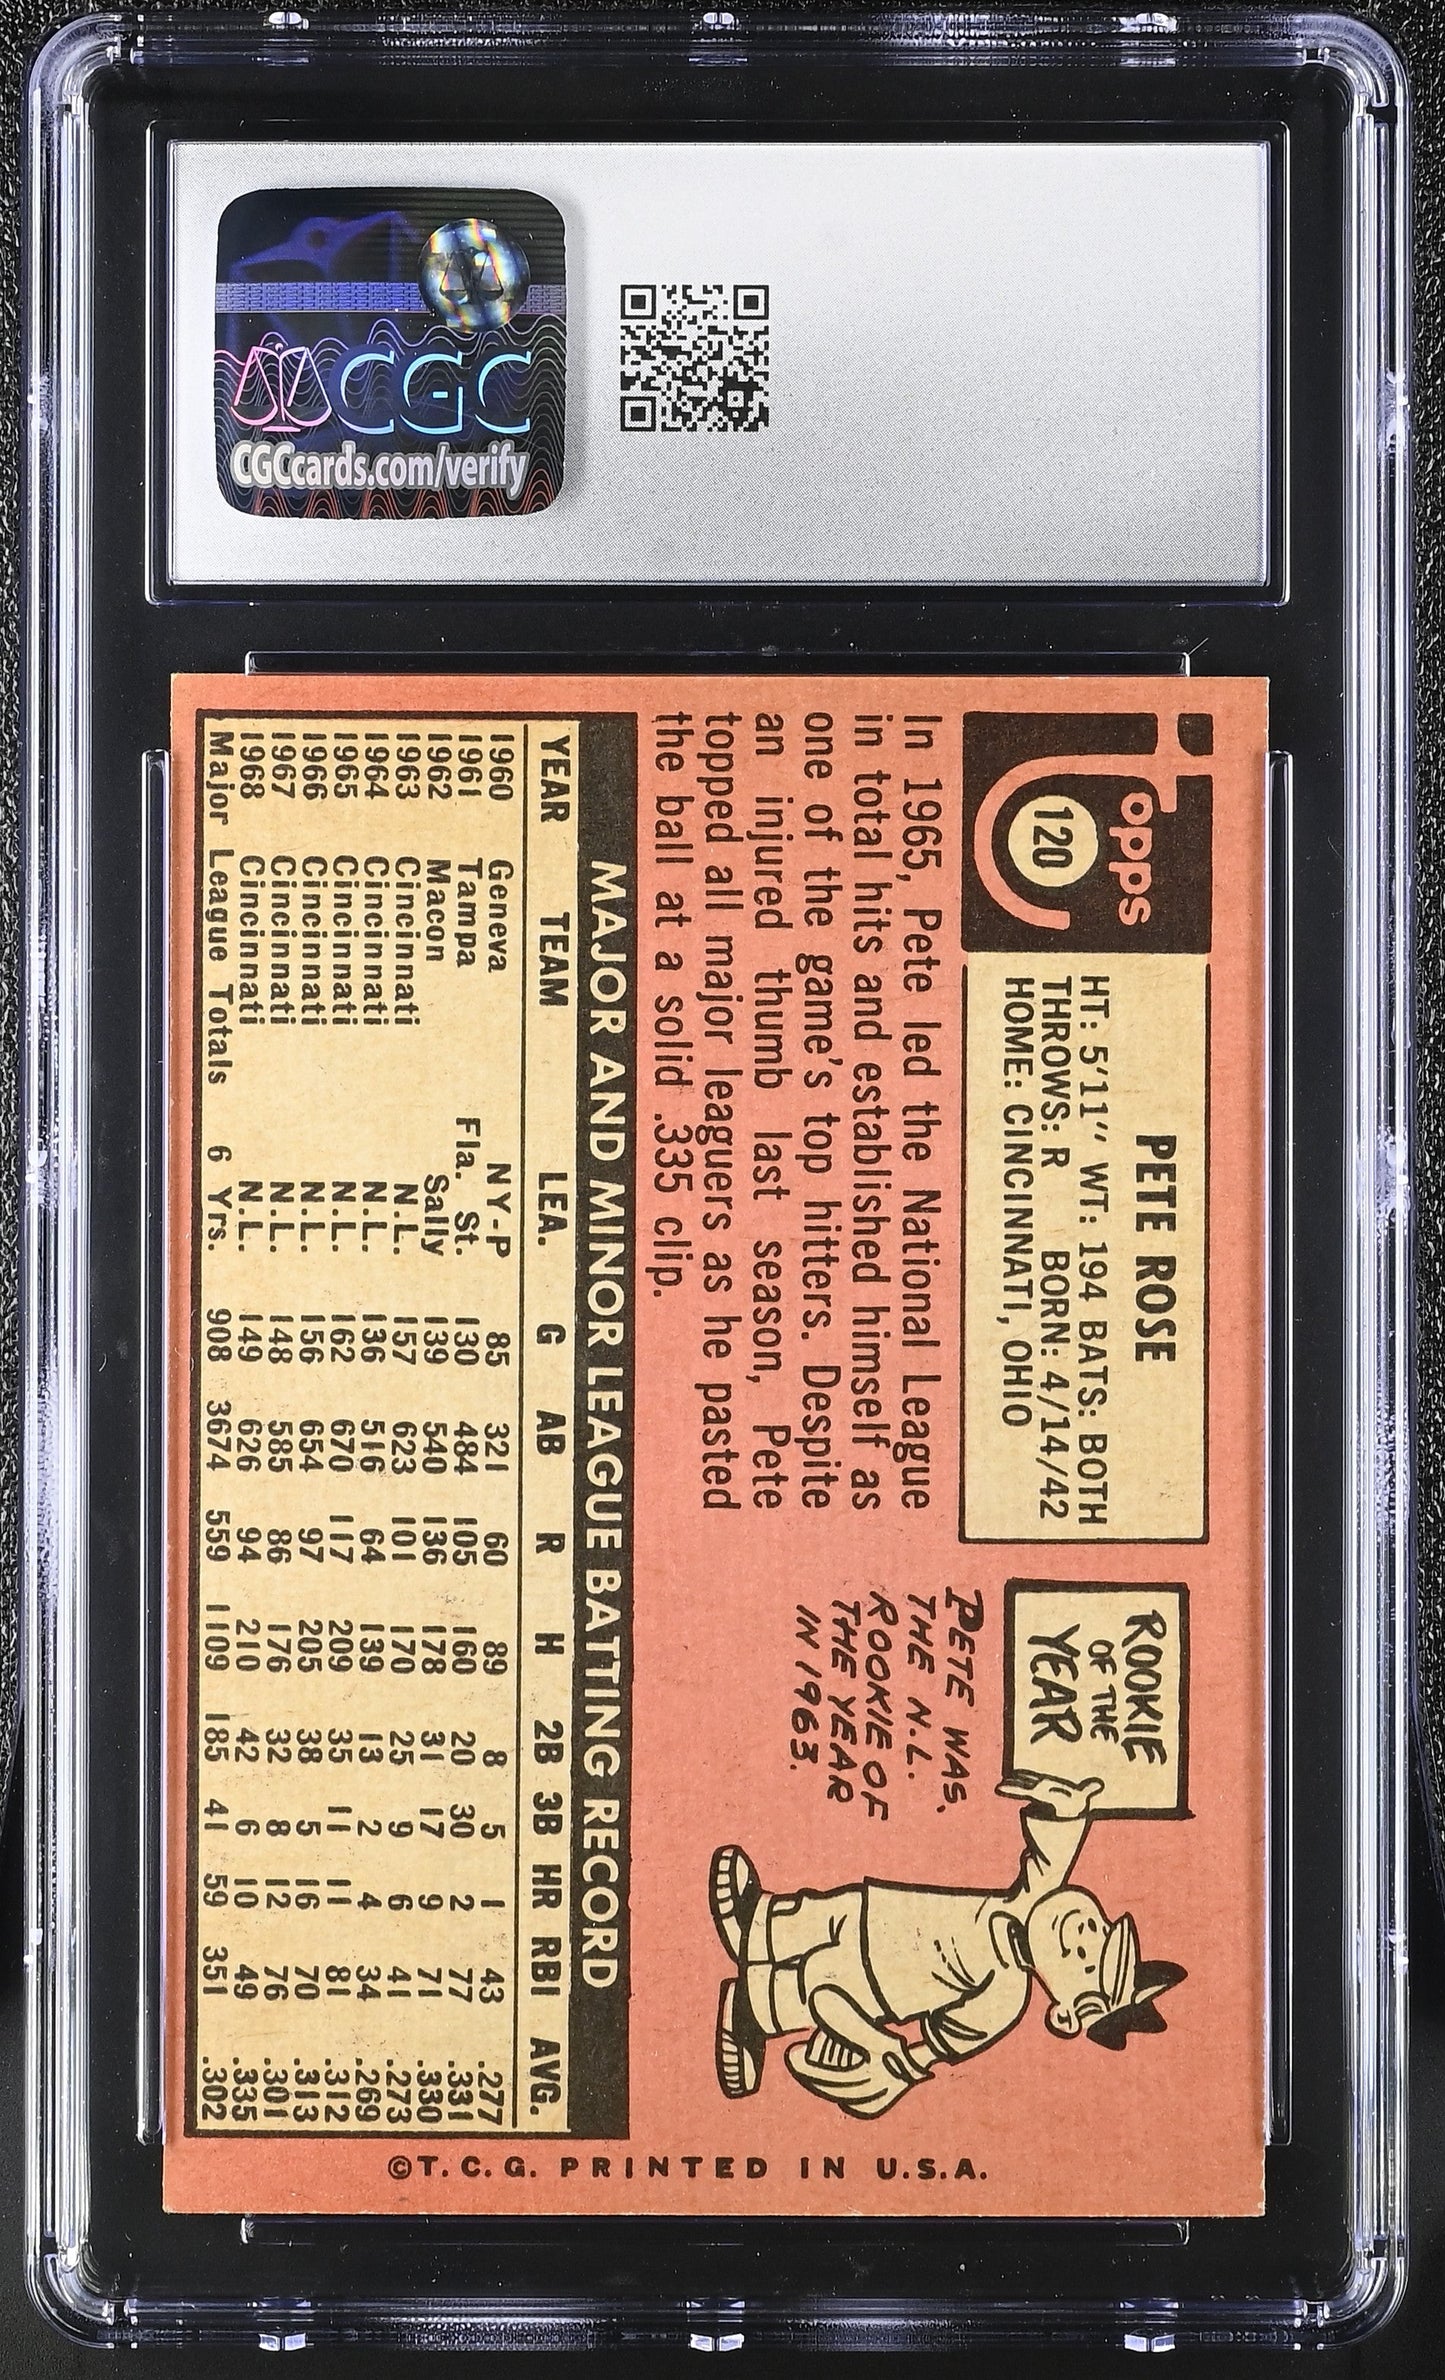 CGC
CGCcards.com/verify
Topps
120
PETE ROSE
HT: 5'11" WT: 194 BATS: BOTH
THROWS: R BORN: 4/14/42
HOME: CINCINNATI, OHIO
In 1965, Pete led the National League
in total hits and established himself as
one of the game's top hitters. Despite
an injured thumb last season, Pete
topped all major leaguers as he pasted
the ball at a solid .335 clip.
ROOKIE
OF THE
YEAR
PETE WAS.
THE N.L.
ROOKIE OF
THE YEAR
IN 1963.
MAJOR AND MINOR LEAGUE BATTING RECORD
YEAR TEAM LEA. G AB R H 2B 3B HR RBI AVG.
1960 Geneva NY-P 85 321 60 89 8 5 1 43 .277
1961 Tampa Fla. St. 130 484 105 160 20 30 2 77 .331
1962 Macon Sally 139 540 136 178 31 17 9 71 .330
1963 Cincinnati N.L. 157 623 101 170 25 9 6 41 .273
1964 Cincinnati N.L. 136 516 64 139 13 2 4 34 .269
1965 Cincinnati N.L. 162 670 117 209 35 11 11 81 .312
1966 Cincinnati N.L. 156 654 97 205 38 5 16 70 .313
1967 Cincinnati N.L. 148 585 86 176 32 8 12 76 .301
1968 Cincinnati N.L. 149 626 94 210 42 6 10 49 .335
Major League Totals 6 Yrs. 908 3674 559 1109 185 41 59 351 .302
©T.C.G. PRINTED IN U.S.A.